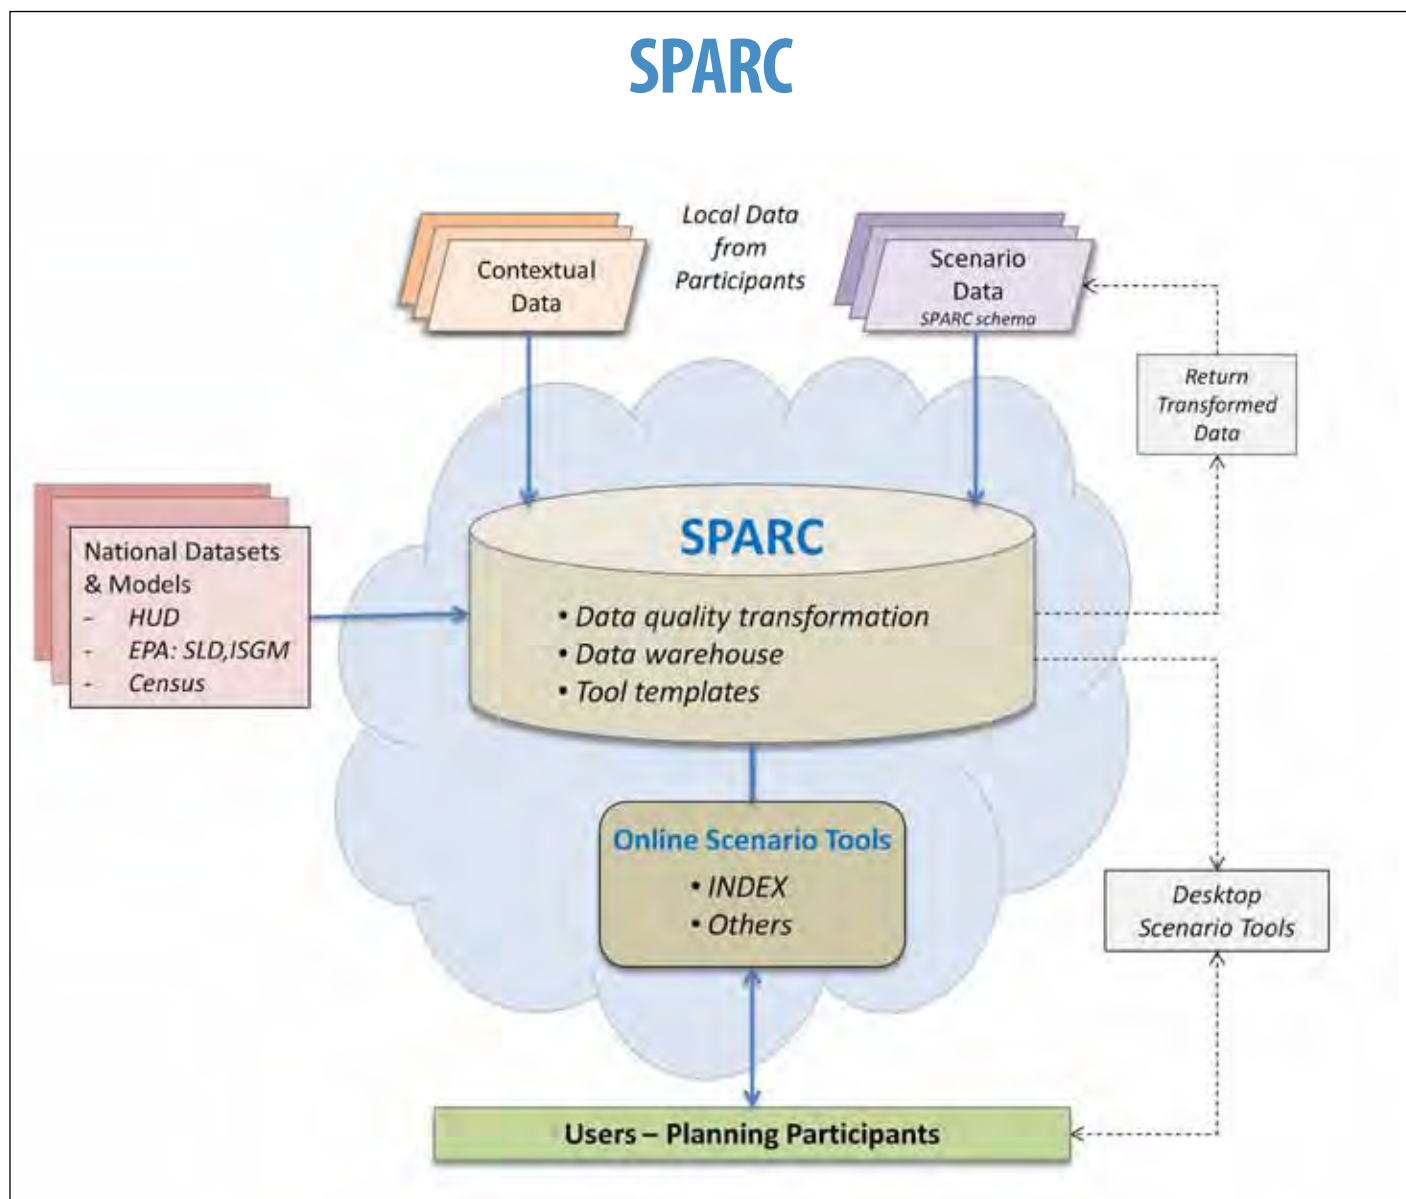 SPARC
Contextual
Data
Local Data
from
Participants
Scenario
Data
SPARC schema
Return
Transformed
Data
National Datasets
& Models
- HUD
- EPA: SLD,ISGM
- Census
SPARC
• Data quality transformation
• Data warehouse
• Tool templates
Online Scenario Tools
• INDEX
• Others
Desktop
Scenario Tools
Users – Planning Participants